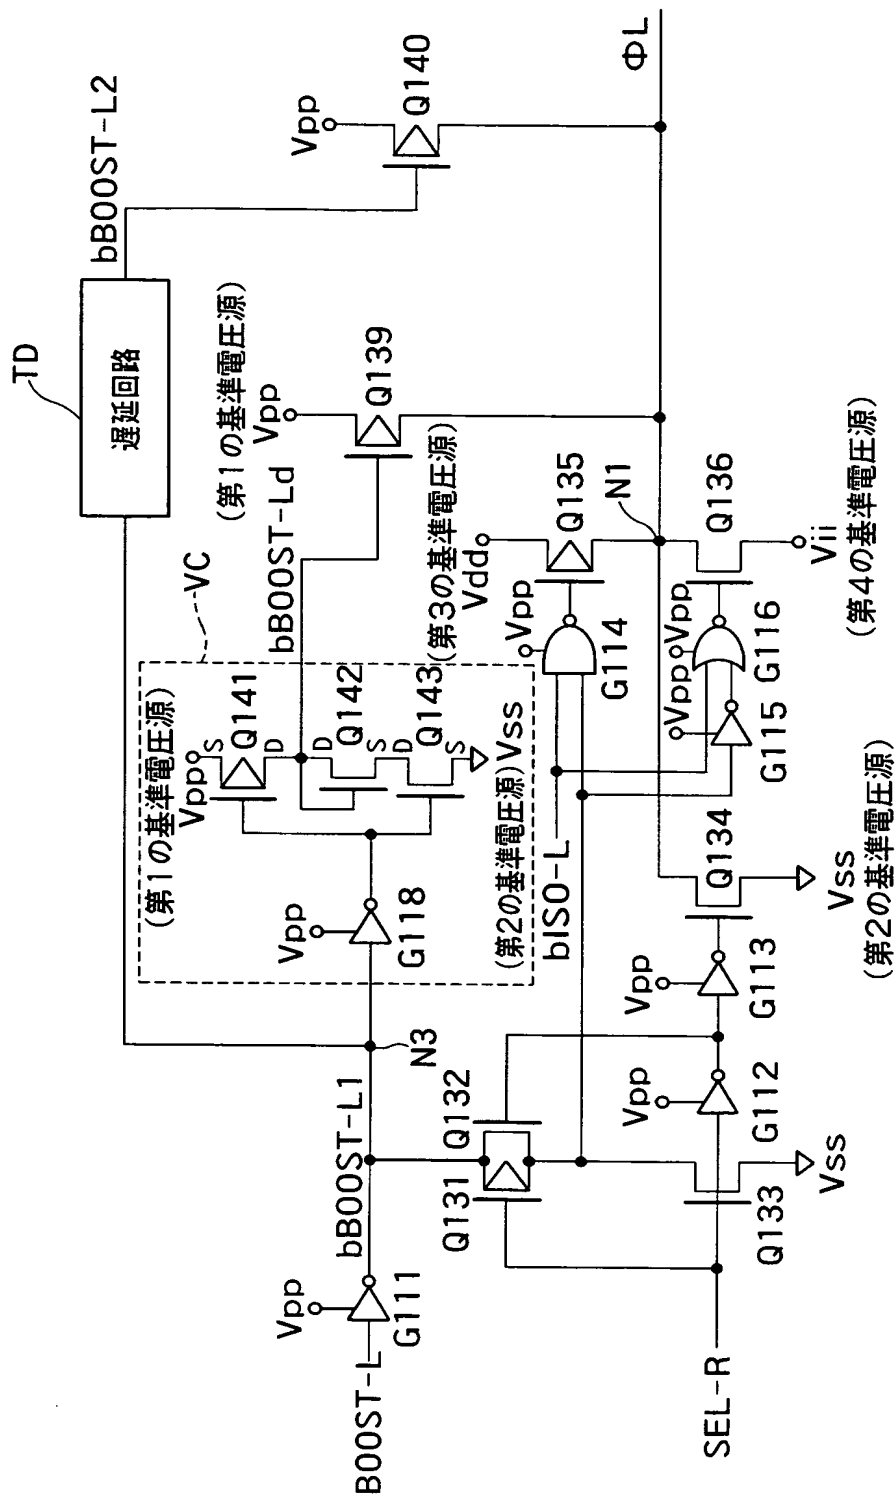 TD
遅延回路
bBOOST-L2
Vpp
Q140
ΦL
(第1の基準電圧源)
Vpp
Q139
bBOOST-Ld
VC
(第1の基準電圧源)
Vpp
S
Q141
D
D
Q142
S
D
Q143
S
Vss
(第2の基準電圧源)
Vpp
G118
N3
bBOOST-L1
Vpp
G111
BOOST-L
(第3の基準電圧源)
Vdd
Q135
Vpp
G114
N1
Q136
Vii
(第4の基準電圧源)
Vpp
G116
Vpp
G115
bISO-L
Q134
Vss
(第2の基準電圧源)
Vpp
G113
Vpp
G112
Q132
Q131
Q133
Vss
SEL-R